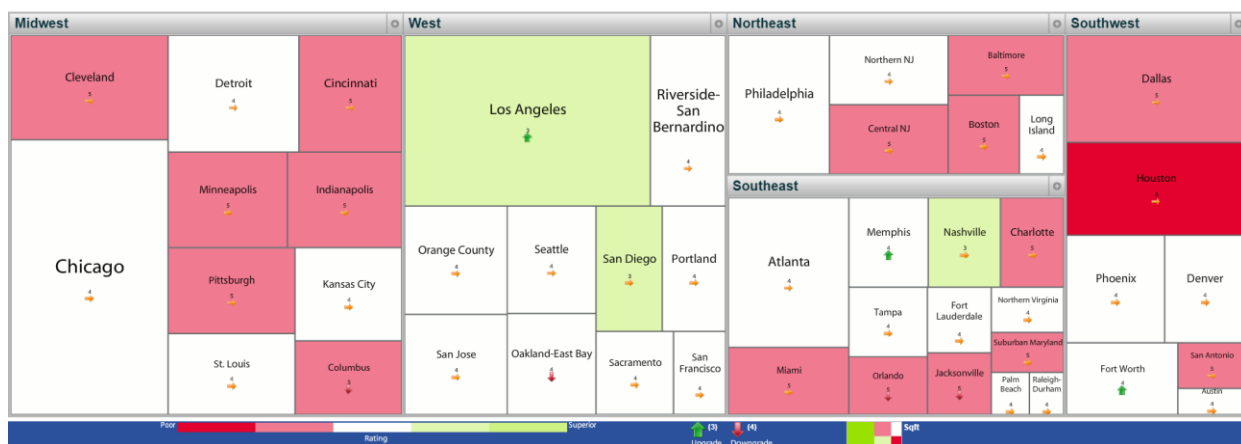 Midwest
Cleveland
5
Detroit
4
Cincinnati
5
Chicago
4
Minneapolis
5
Indianapolis
5
Pittsburgh
5
Kansas City
4
St. Louis
4
Columbus
5
West
Los Angeles
2
Riverside-
San
Bernardino
4
Orange County
4
Seattle
4
San Diego
3
Portland
4
San Jose
4
Oakland-East Bay
4
Sacramento
4
San
Francisco
4
Northeast
Philadelphia
4
Northern NJ
4
Baltimore
5
Central NJ
5
Boston
5
Long
Island
4
Southeast
Atlanta
4
Memphis
4
Nashville
3
Charlotte
5
Tampa
4
Fort
Lauderdale
4
Northern Virginia
4
Suburban Maryland
5
Miami
5
Orlando
5
Jacksonville
5
Palm
Beach
4
Raleigh-
Durham
4
Southwest
Dallas
5
Houston
Phoenix
4
Denver
4
Fort Worth
4
San Antonio
5
Austin
4
Poor
Superior
Rating
(3)
Upgrade
(4)
Downgrade
Sqft